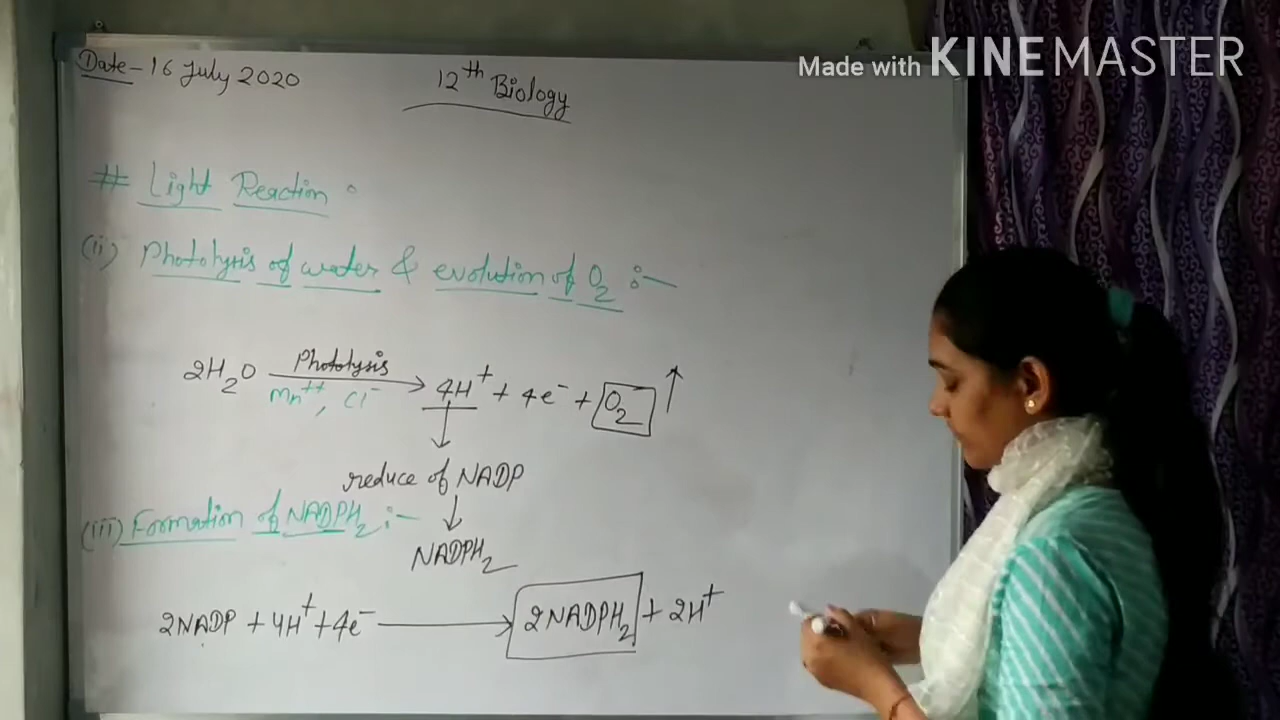 Made with KINEMASTER
Date - 16 July 2020
12th Biology
# Light Reaction :
(ii) Photolysis of water & evolution of O₂ :-
2H₂O Photolysis → 4H⁺ + 4e⁻ + O₂ ↑
Mn⁺⁺, Cl⁻
↓
reduce of NADP
↓
(iii) Formation of NADPH₂ :-
NADPH₂
2NADP + 4H⁺ + 4e⁻ → 2NADPH₂ + 2H⁺